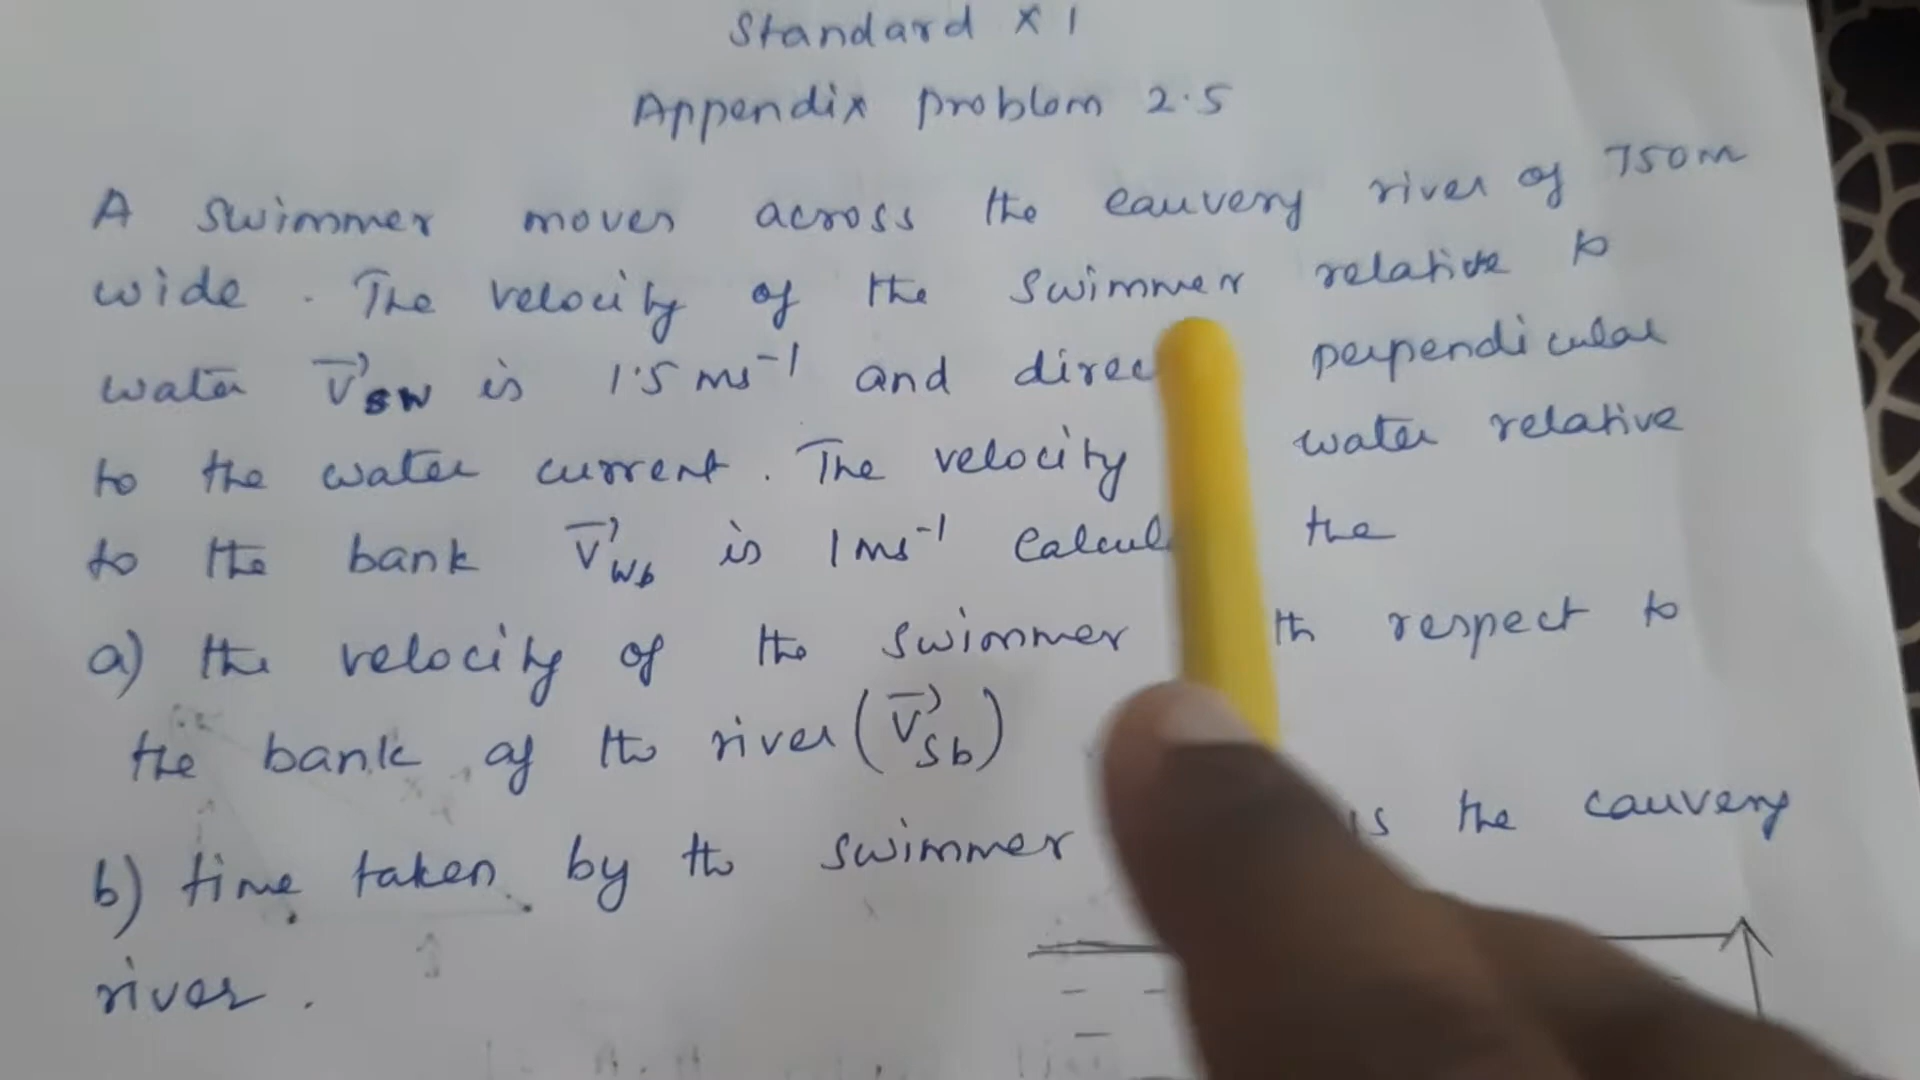 Standard XI
Appendix problem 2.5
A swimmer moves across the cauvery river of 750m
wide. The velocity of the swimmer relative to
water V⃗sw is 1.5 ms⁻¹ and direc perpendicular
to the water current. The velocity water relative
to the bank V⃗wb is 1 ms⁻¹ Calcul the
a) the velocity of the swimmer th respect to
the bank of the river (V⃗sb)
b) time taken by the swimmer the cauvery
river.